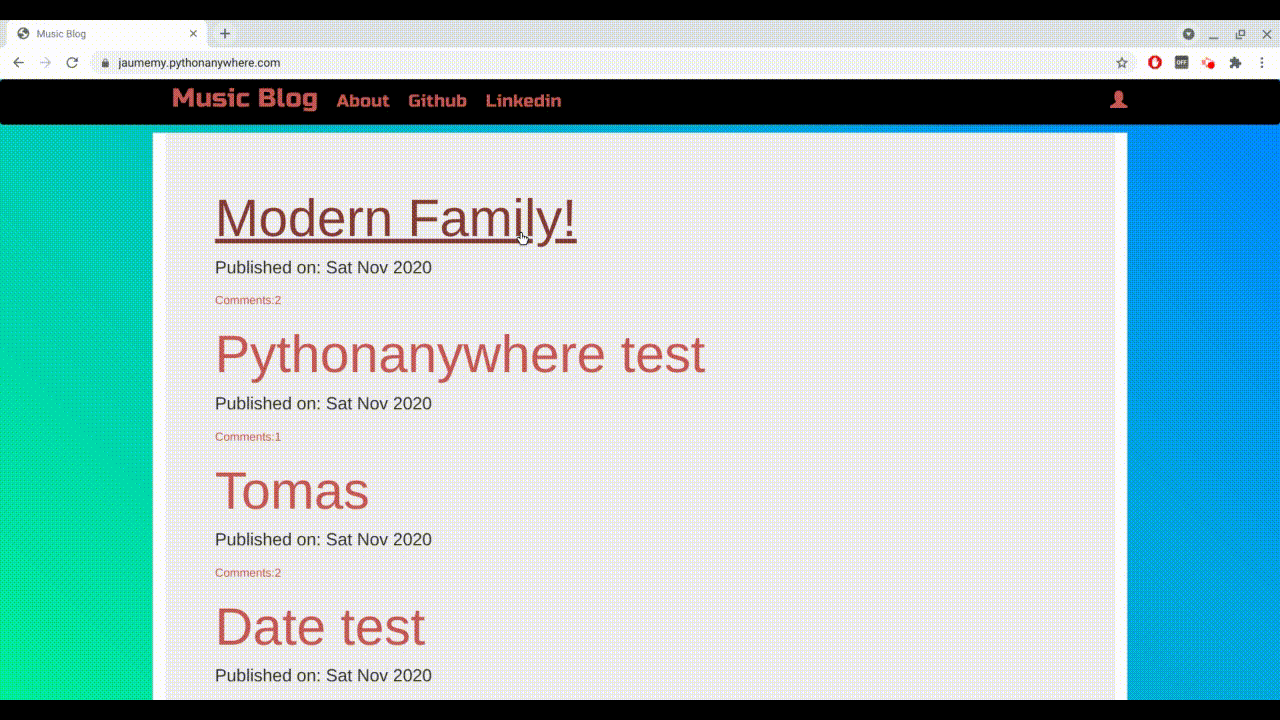 Music Blog
jaumemy.pythonanywhere.com
OFF
Music Blog About Github Linkedin
Modern Family!
Published on: Sat Nov 2020
Comments:2
Pythonanywhere test
Published on: Sat Nov 2020
Comments:1
Tomas
Published on: Sat Nov 2020
Comments:2
Date test
Published on: Sat Nov 2020